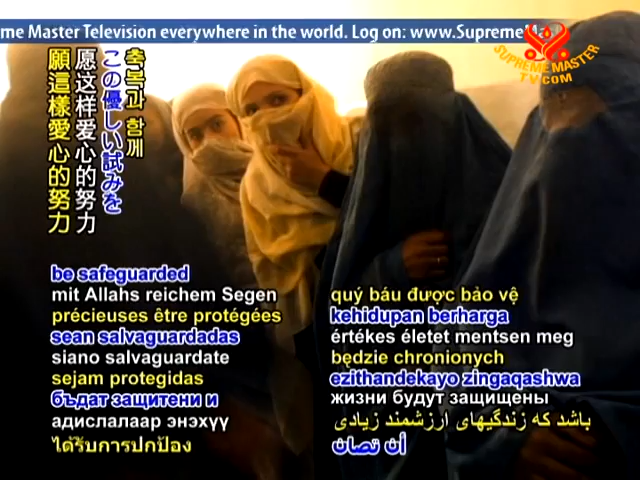 me Master Television everywhere in the world. Log on: www.SupremeMa
SUPREME MASTER
TV.COM
축복과 함께
この優しい試みを
愿这样爱心的努力
願這樣愛心的努力
be safeguarded
mit Allahs reichem Segen
précieuses être protégées
sean salvaguardadas
siano salvaguardate
sejam protegidas
бъдат защитени и
адислалаар энэхүү
ได้รับการปกป้อง
quý báu được bảo vệ
kehidupan berharga
értékes életet mentsen meg
będzie chronionych
ezithandekayo zingaqashwa
жизни будут защищены
باشد که زندگیهای ارزشمند زیادی
أن تصان